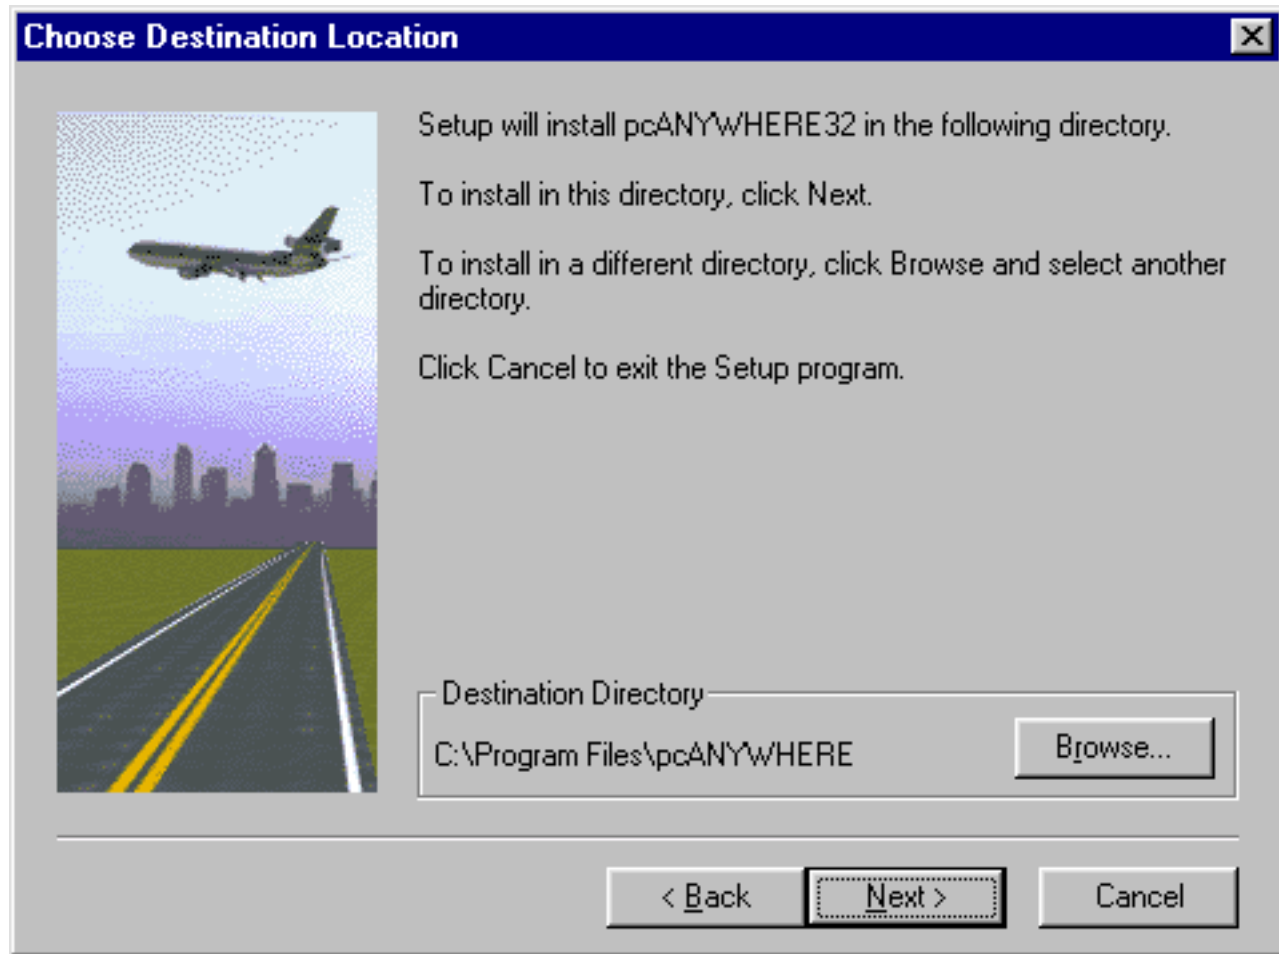 Choose Destination Location
Setup will install pcANYWHERE32 in the following directory.
To install in this directory, click Next.
To install in a different directory, click Browse and select another
directory.
Click Cancel to exit the Setup program.
Destination Directory
C:\Program Files\pcANYWHERE
Browse...
< Back
Next >
Cancel